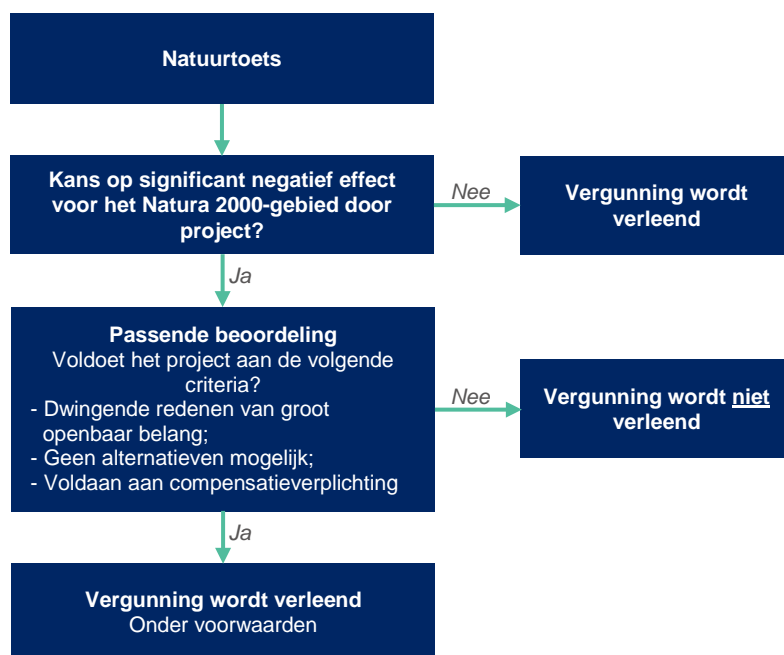 Natuurtoets
Kans op significant negatief effect
voor het Natura 2000-gebied door
project?
Nee
Vergunning wordt
verleend
Ja
Passende beoordeling
Voldoet het project aan de volgende
criteria?
- Dwingende redenen van groot
openbaar belang;
- Geen alternatieven mogelijk;
- Voldaan aan compensatieverplichting
Nee
Vergunning wordt niet
verleend
Ja
Vergunning wordt verleend
Onder voorwaarden